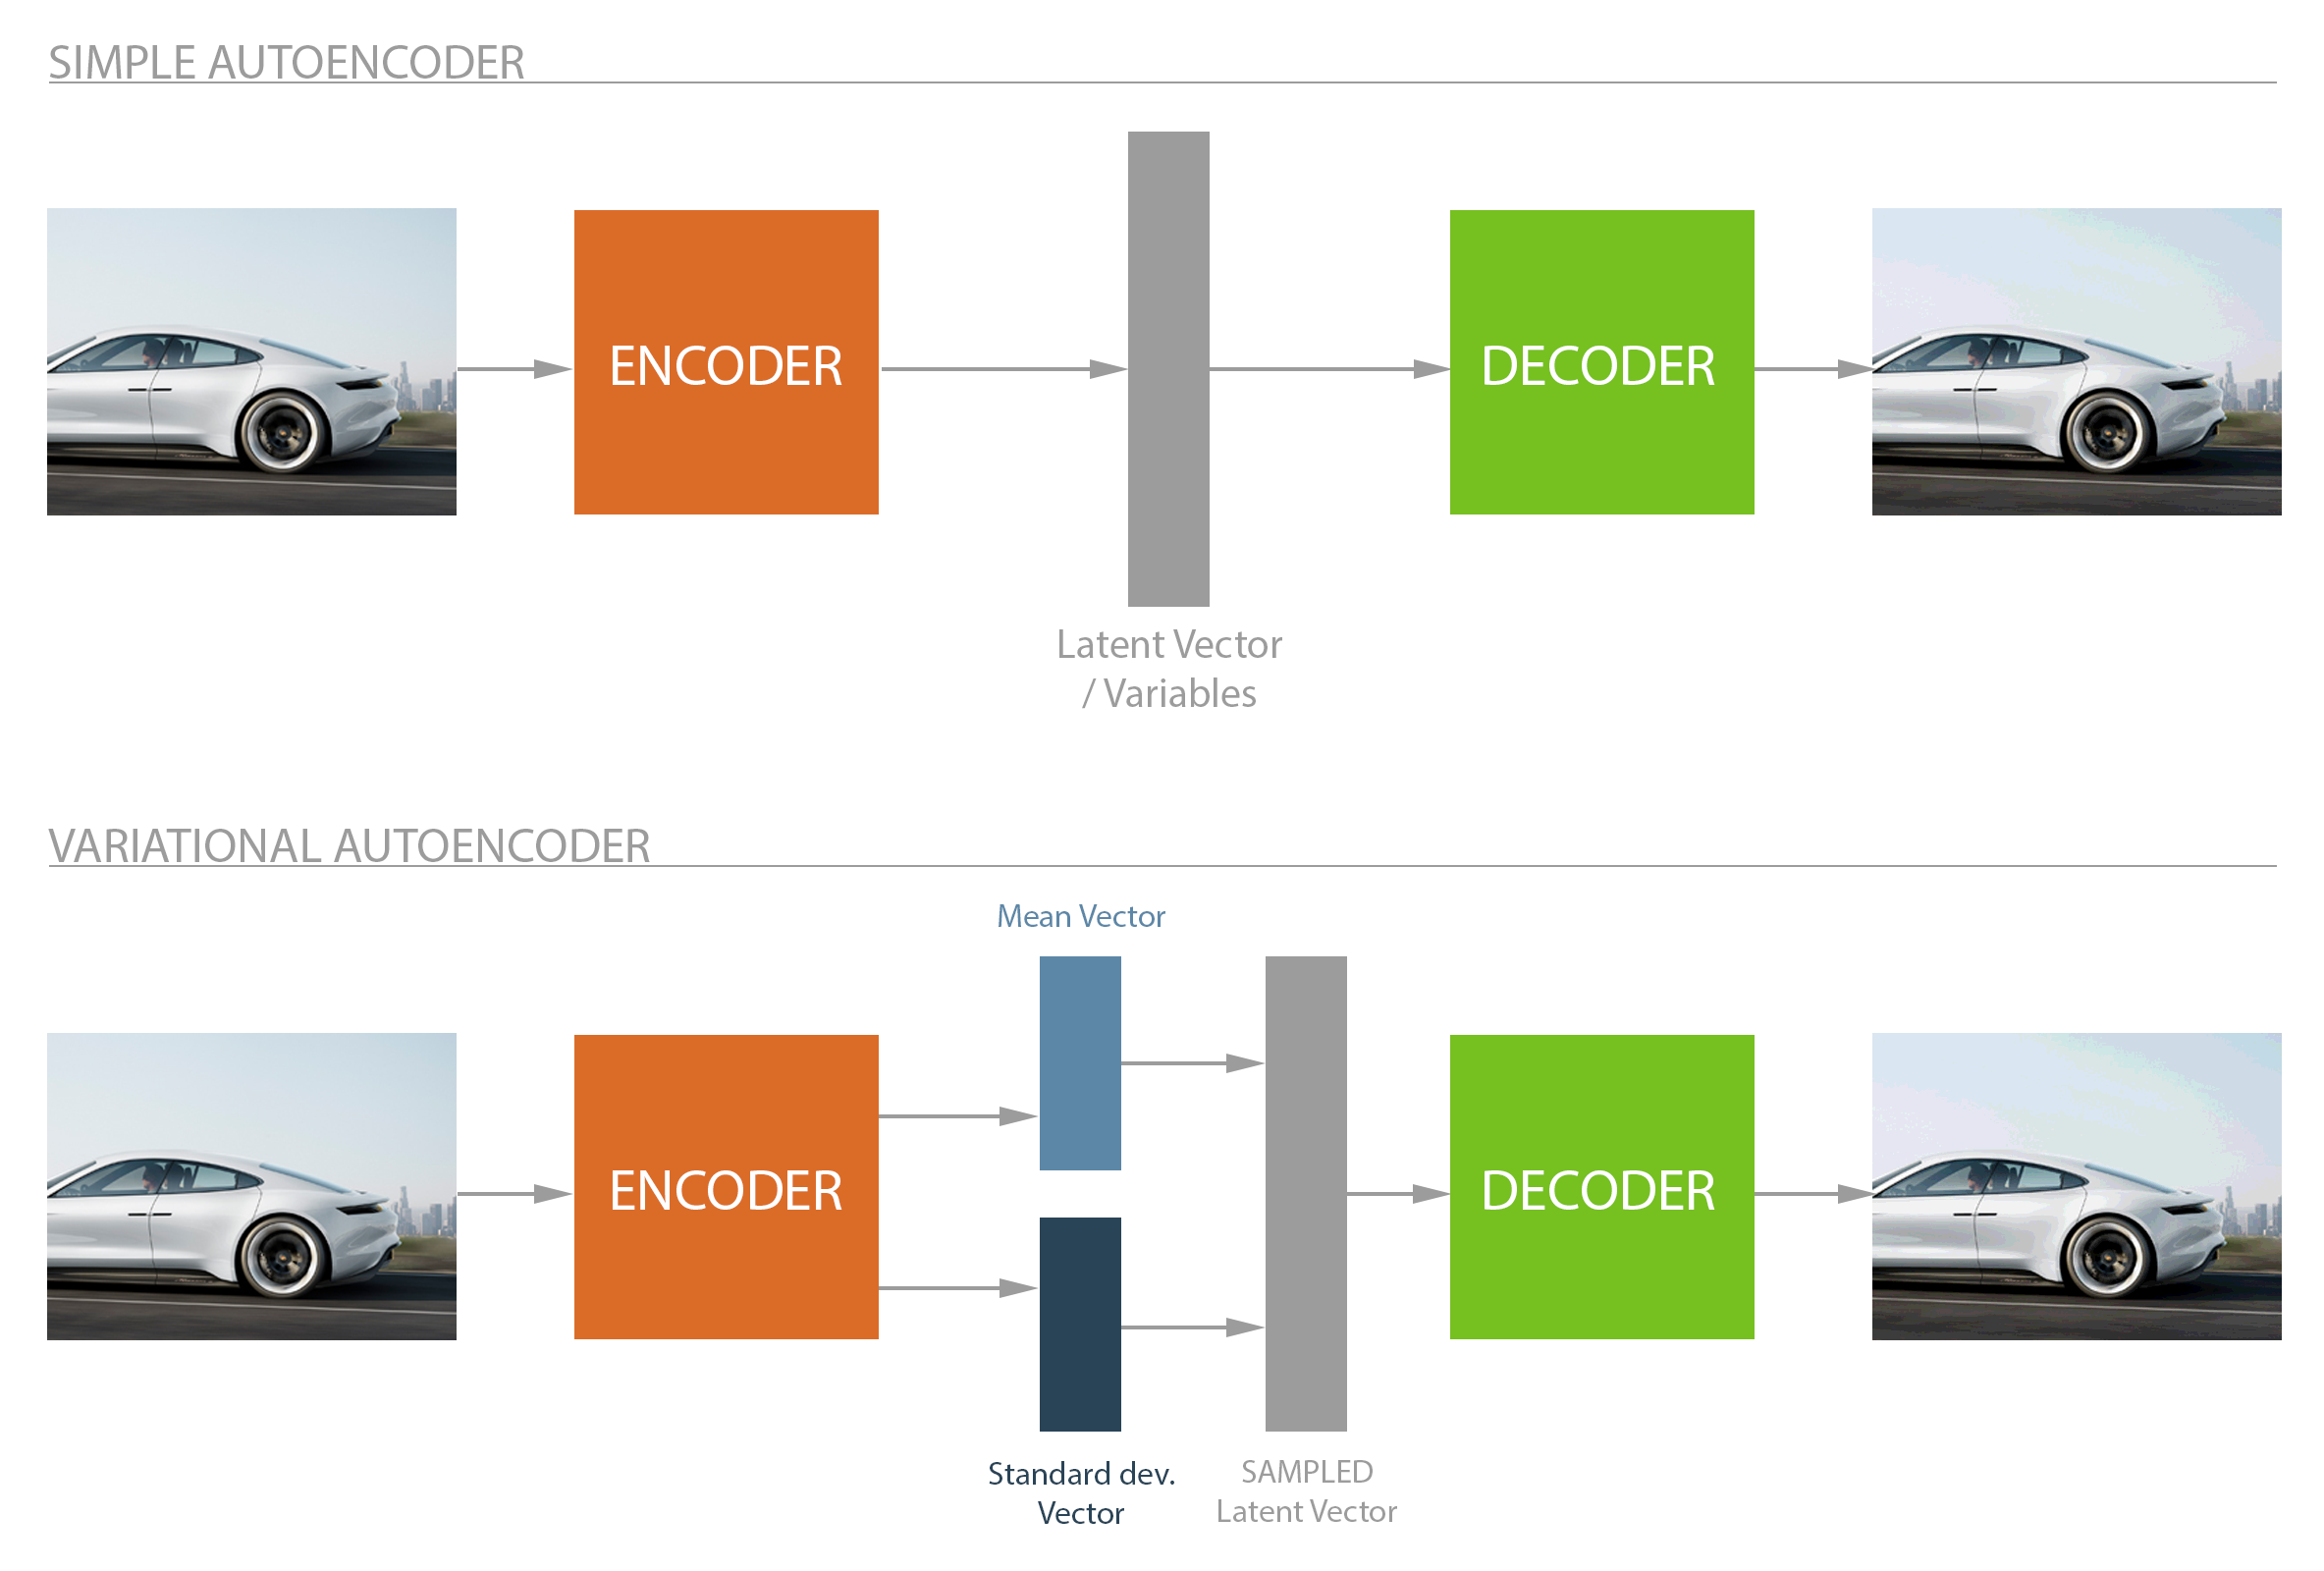 SIMPLE AUTOENCODER
ENCODER
DECODER
Latent Vector
/ Variables
VARIATIONAL AUTOENCODER
Mean Vector
ENCODER
DECODER
Standard dev.
Vector
SAMPLED
Latent Vector